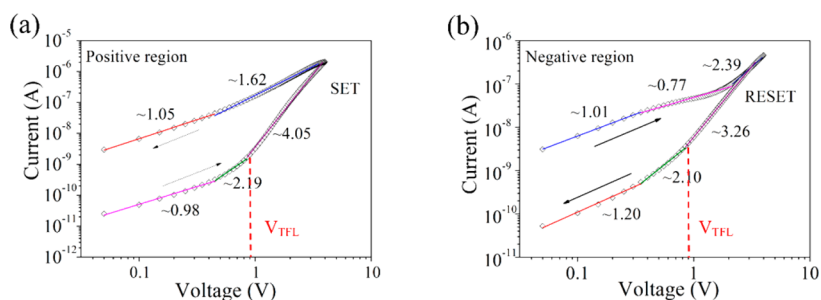 (a)
Positive region
SET
~1.62
~1.05
~4.05
~2.19
~0.98
V_TFL
Current (A)
10⁻⁵
10⁻⁶
10⁻⁷
10⁻⁸
10⁻⁹
10⁻¹⁰
10⁻¹¹
10⁻¹²
0.1 1 10
Voltage (V)
(b)
Negative region
~2.39
~0.77
RESET
~1.01
~3.26
~2.10
~1.20
V_TFL
Current (A)
10⁻⁶
10⁻⁷
10⁻⁸
10⁻⁹
10⁻¹⁰
10⁻¹¹
0.1 1 10
Voltage (V)